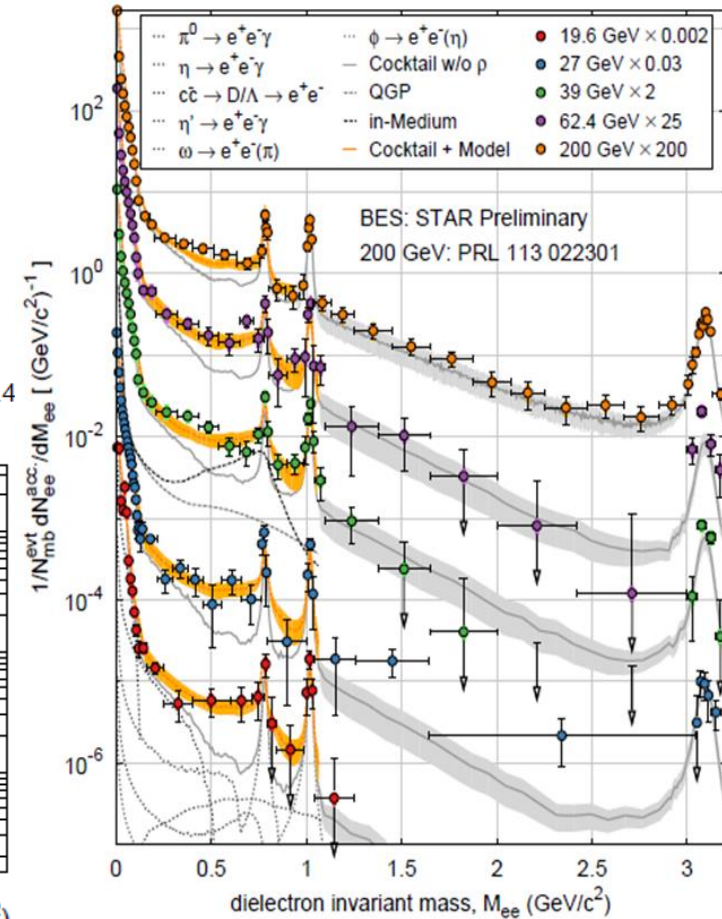 π⁰ → e⁺e⁻γ
η → e⁺e⁻γ
cc̄ → D/Λ → e⁺e⁻
η' → e⁺e⁻γ
ω → e⁺e⁻(π)
ϕ → e⁺e⁻(η)
Cocktail w/o ρ
QGP
in-Medium
Cocktail + Model
19.6 GeV × 0.002
27 GeV × 0.03
39 GeV × 2
62.4 GeV × 25
200 GeV × 200
BES: STAR Preliminary
200 GeV: PRL 113 022301
1/N^evt_mb dN^acc._ee/dM_ee [ (GeV/c²)⁻¹ ]
10²
10⁰
10⁻²
10⁻⁴
10⁻⁶
0 0.5 1 1.5 2 2.5 3
dielectron invariant mass, M_ee (GeV/c²)